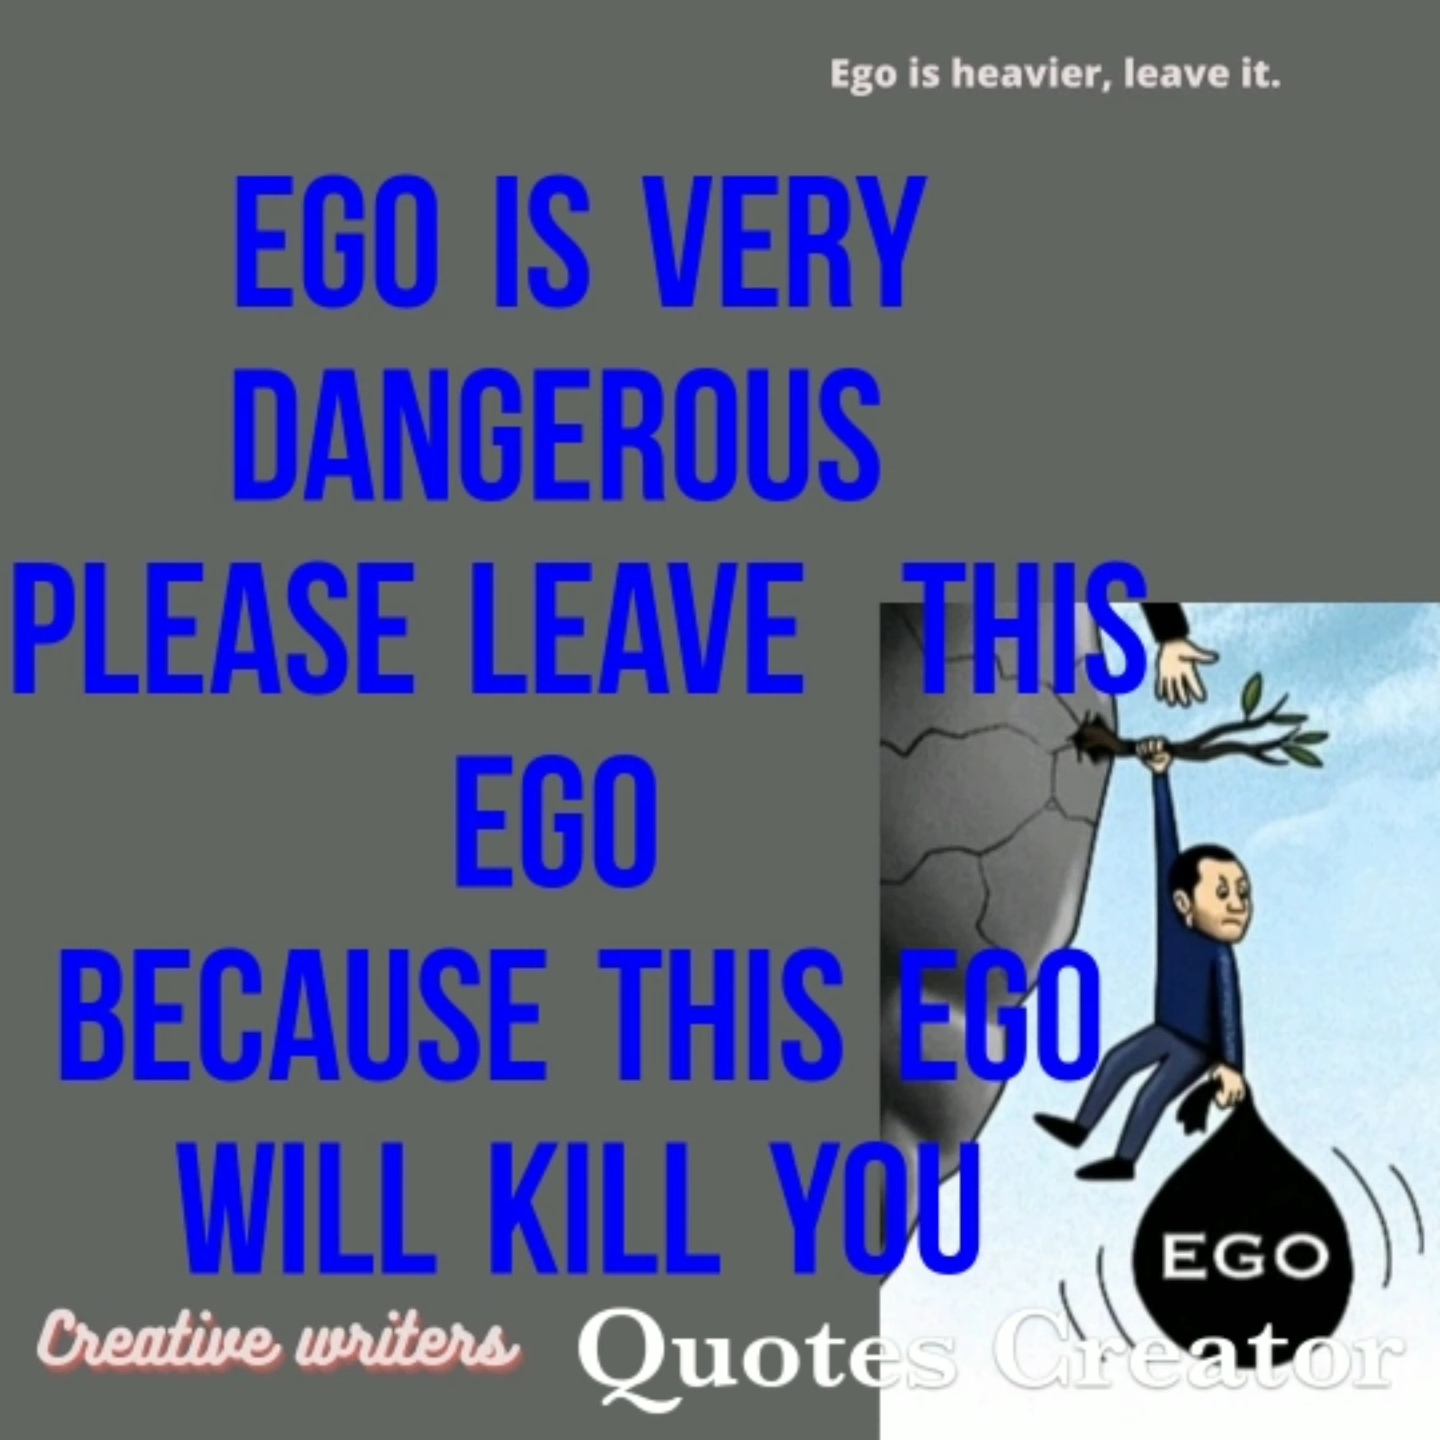 Ego is heavier, leave it.
EGO IS VERY
DANGEROUS
PLEASE LEAVE THIS
EGO
BECAUSE THIS EGO
WILL KILL YOU
EGO
Creative writers
Quotes Creator